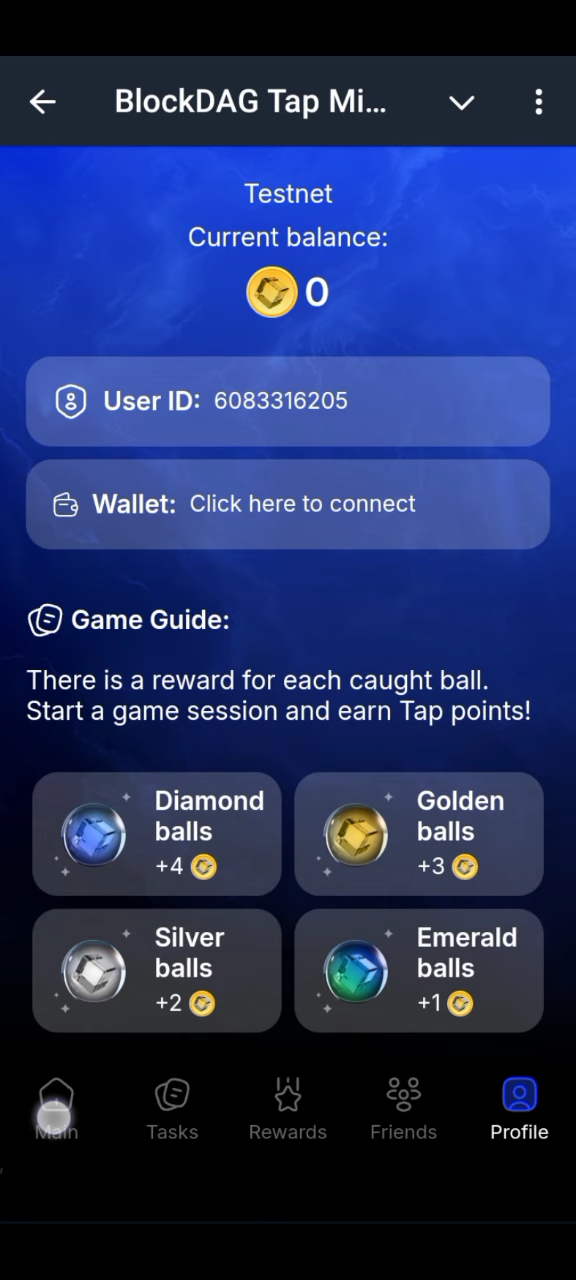 BlockDAG Tap Mi...
Testnet
Current balance:
0
User ID: 6083316205
Wallet: Click here to connect
Game Guide:
There is a reward for each caught ball.
Start a game session and earn Tap points!
Diamond
balls
+4
Golden
balls
+3
Silver
balls
+2
Emerald
balls
+1
Main
Tasks
Rewards
Friends
Profile